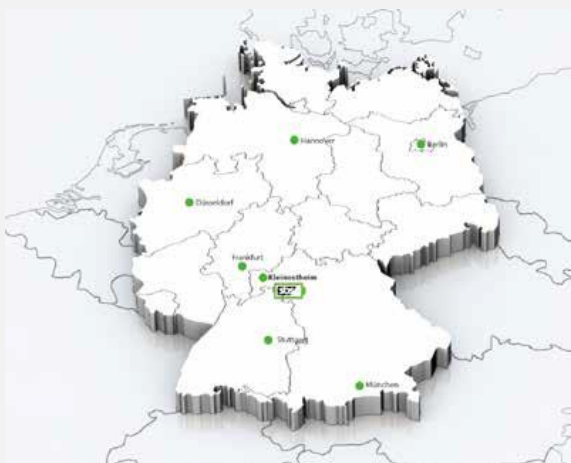 Hannover
Berlin
Düsseldorf
Frankfurt
Kleinostheim
Stuttgart
München